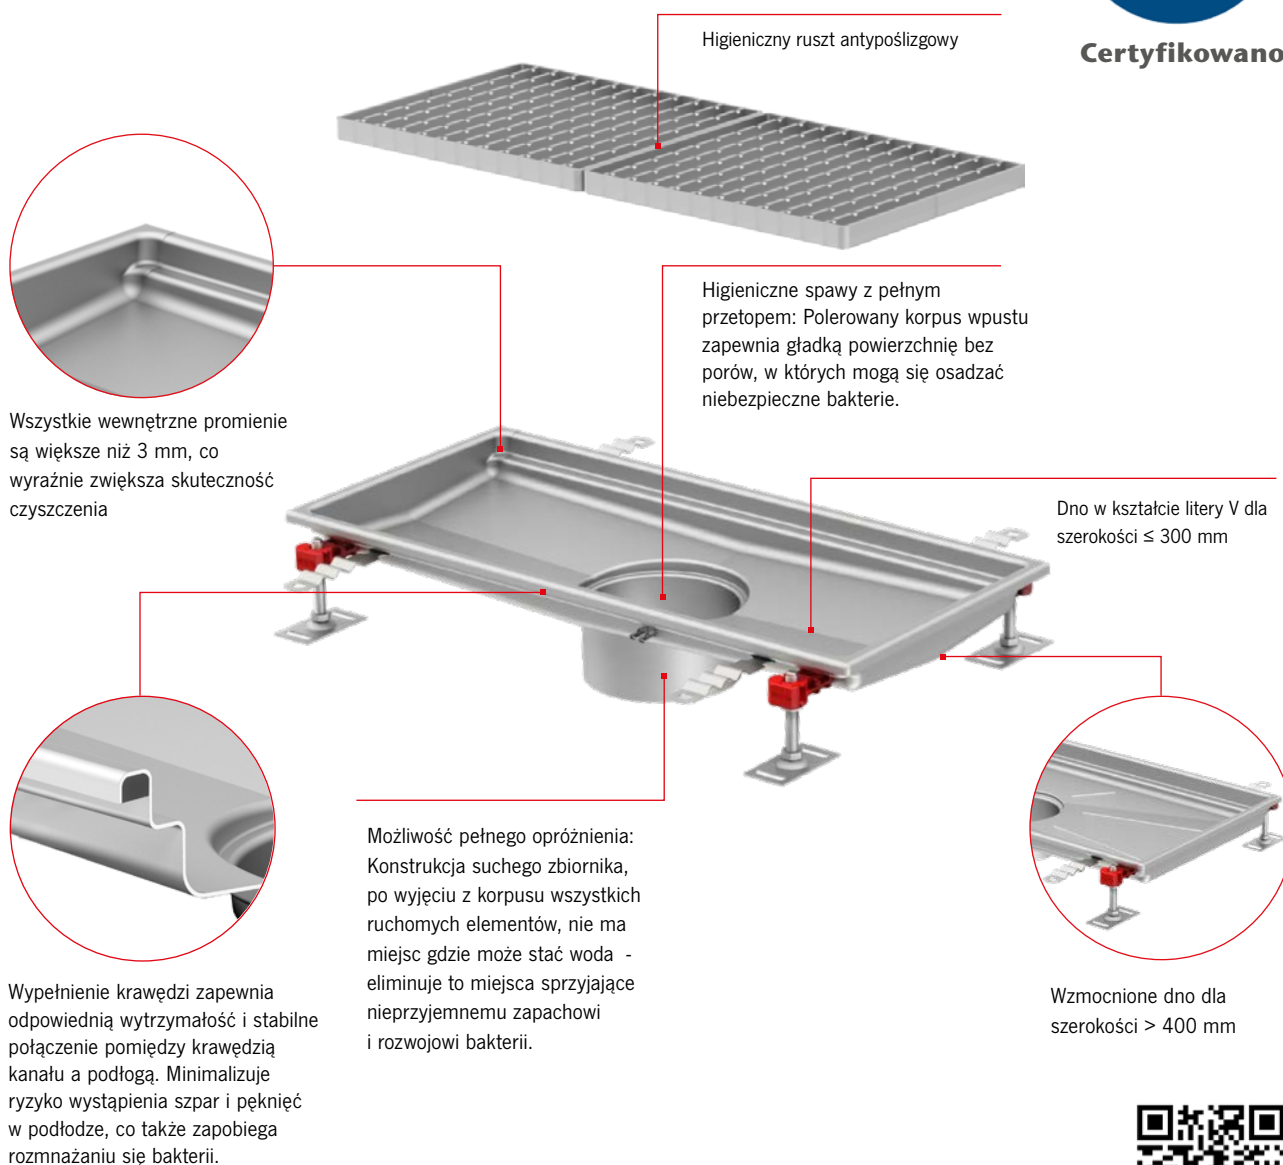 Certyfikowano
Higieniczny ruszt antypoślizgowy
Higieniczne spawy z pełnym
przetopem: Polerowany korpus wpustu
zapewnia gładką powierzchnię bez
porów, w których mogą się osadzać
niebezpieczne bakterie.
Wszystkie wewnętrzne promienie
są większe niż 3 mm, co
wyraźnie zwiększa skuteczność
czyszczenia
Dno w kształcie litery V dla
szerokości ≤ 300 mm
Możliwość pełnego opróżnienia:
Konstrukcja suchego zbiornika,
po wyjęciu z korpusu wszystkich
ruchomych elementów, nie ma
miejsc gdzie może stać woda -
eliminuje to miejsca sprzyjające
nieprzyjemnemu zapachowi
i rozwojowi bakterii.
Wypełnienie krawędzi zapewnia
odpowiednią wytrzymałość i stabilne
połączenie pomiędzy krawędzią
kanału a podłogą. Minimalizuje
ryzyko wystąpienia szpar i pęknięć
w podłodze, co także zapobiega
rozmnażaniu się bakterii.
Wzmocnione dno dla
szerokości > 400 mm